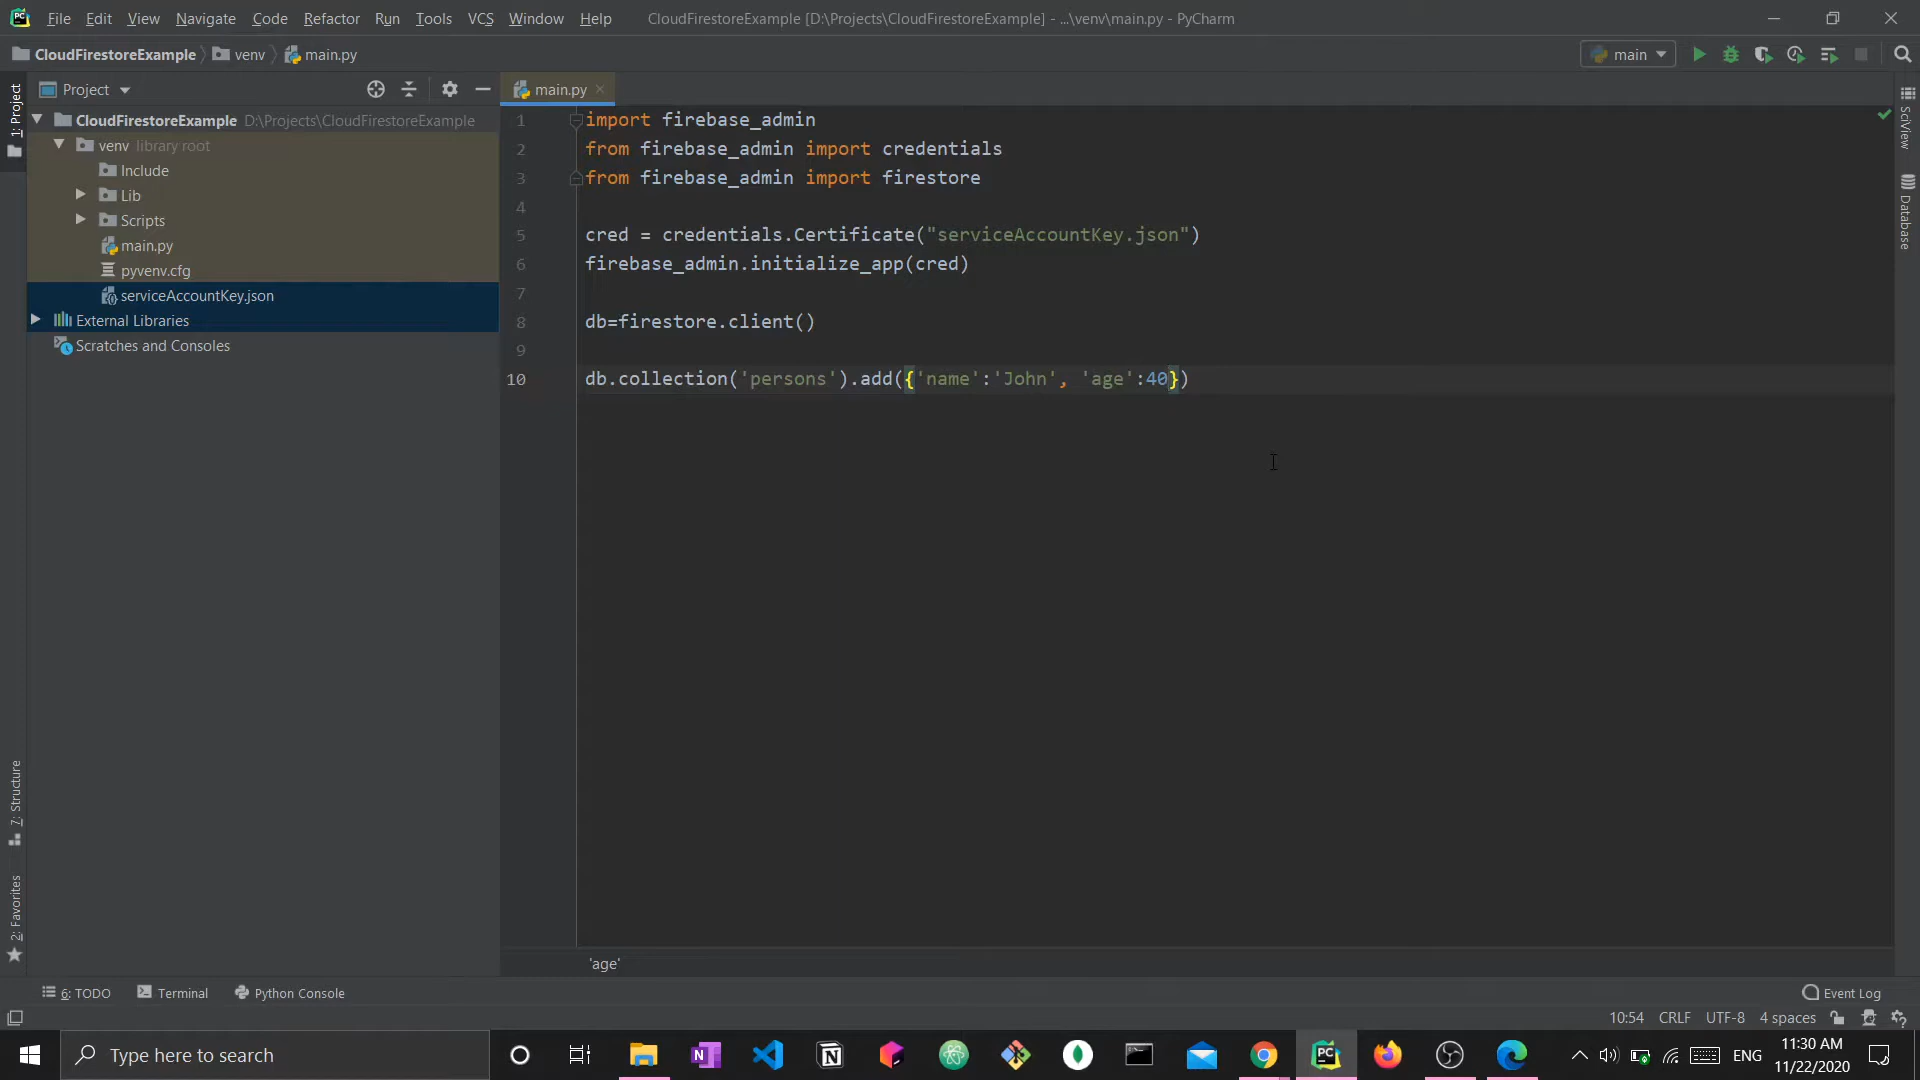 File Edit View Navigate Code Refactor Run Tools VCS Window Help CloudFirestoreExample [D:\Projects\CloudFirestoreExample] - ...\venv\main.py - PyCharm
CloudFirestoreExample venv main.py main
1: Project
Project
main.py
CloudFirestoreExample D:\Projects\CloudFirestoreExample
venv library root
Include
Lib
Scripts
main.py
pyvenv.cfg
serviceAccountKey.json
External Libraries
Scratches and Consoles
1 import firebase_admin
2 from firebase_admin import credentials
3 from firebase_admin import firestore
4
5 cred = credentials.Certificate("serviceAccountKey.json")
6 firebase_admin.initialize_app(cred)
7
8 db=firestore.client()
9
10 db.collection('persons').add({'name':'John', 'age':40})
SciView
Database
7: Structure
2: Favorites
'age'
6: TODO Terminal Python Console Event Log
10:54 CRLF UTF-8 4 spaces
Type here to search
ENG
11:30 AM
11/22/2020